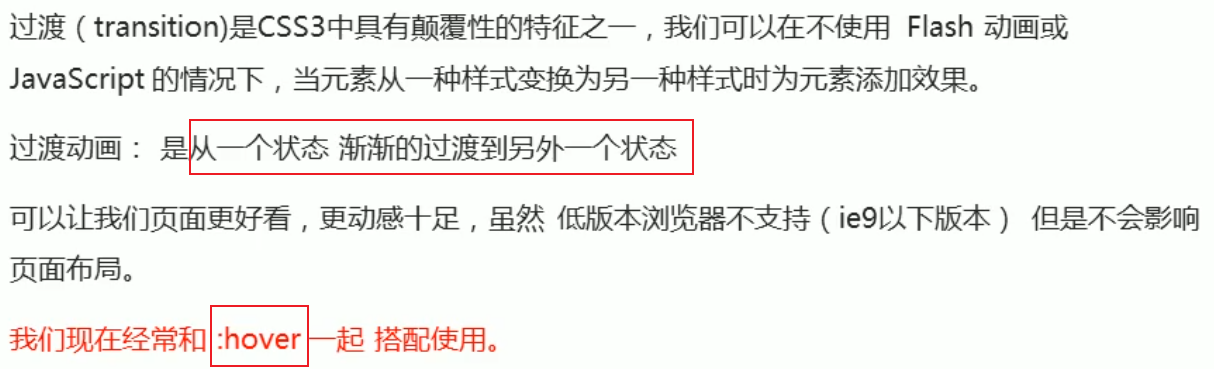 过渡（transition)是CSS3中具有颠覆性的特征之一，我们可以在不使用 Flash 动画或
JavaScript 的情况下，当元素从一种样式变换为另一种样式时为元素添加效果。
过渡动画： 是从一个状态 渐渐的过渡到另外一个状态
可以让我们页面更好看，更动感十足，虽然 低版本浏览器不支持（ie9以下版本） 但是不会影响
页面布局。
我们现在经常和 :hover 一起 搭配使用。